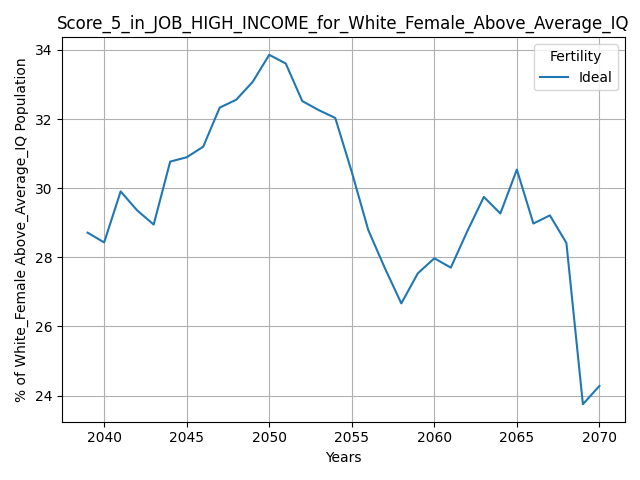 Score_5_in_JOB_HIGH_INCOME_for_White_Female_Above_Average_IQ
Fertility
Ideal
% of White_Female Above_Average_IQ Population
34
32
30
28
26
24
2040
2045
2050
2055
2060
2065
2070
Years